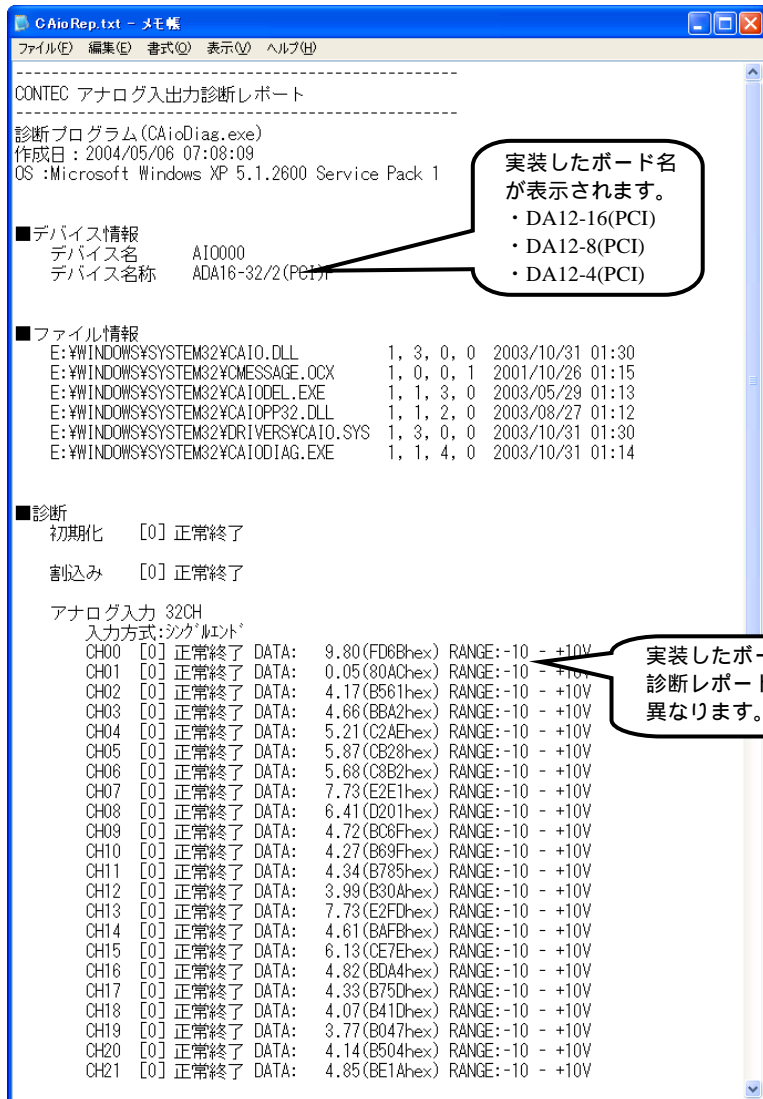 CAioRep.txt - メモ帳
ファイル(F) 編集(E) 書式(O) 表示(V) ヘルプ(H)
--------------------------------------------------
CONTEC アナログ入出力診断レポート
--------------------------------------------------
診断プログラム(CAioDiag.exe)
作成日：2004/05/06 07:08:09
OS :Microsoft Windows XP 5.1.2600 Service Pack 1
実装したボード名
が表示されます。
・DA12-16(PCI)
・DA12-8(PCI)
・DA12-4(PCI)
■デバイス情報
デバイス名 AIO000
デバイス名称 ADA16-32/2(PCI)F
■ファイル情報
E:¥WINDOWS¥SYSTEM32¥CAIO.DLL 1, 3, 0, 0 2003/10/31 01:30
E:¥WINDOWS¥SYSTEM32¥CMESSAGE.OCX 1, 0, 0, 1 2001/10/26 01:15
E:¥WINDOWS¥SYSTEM32¥CAIODEL.EXE 1, 1, 3, 0 2003/05/29 01:13
E:¥WINDOWS¥SYSTEM32¥CAIOPP32.DLL 1, 1, 2, 0 2003/08/27 01:12
E:¥WINDOWS¥SYSTEM32¥DRIVERS¥CAIO.SYS 1, 3, 0, 0 2003/10/31 01:30
E:¥WINDOWS¥SYSTEM32¥CAIODIAG.EXE 1, 1, 4, 0 2003/10/31 01:14
■診断
初期化 [0] 正常終了
割込み [0] 正常終了
アナログ入力 32CH
入力方式:ｼﾝｸﾞﾙｴﾝﾄﾞ
CH00 [0] 正常終了 DATA: 9.80(FD6Bhex) RANGE:-10 - +10V
CH01 [0] 正常終了 DATA: 0.05(80AChex) RANGE:-10 - +10V
CH02 [0] 正常終了 DATA: 4.17(B561hex) RANGE:-10 - +10V
CH03 [0] 正常終了 DATA: 4.66(BBA2hex) RANGE:-10 - +10V
CH04 [0] 正常終了 DATA: 5.21(C2AEhex) RANGE:-10 - +10V
CH05 [0] 正常終了 DATA: 5.87(CB28hex) RANGE:-10 - +10V
CH06 [0] 正常終了 DATA: 5.68(C8B2hex) RANGE:-10 - +10V
CH07 [0] 正常終了 DATA: 7.73(E2E1hex) RANGE:-10 - +10V
CH08 [0] 正常終了 DATA: 6.41(D201hex) RANGE:-10 - +10V
CH09 [0] 正常終了 DATA: 4.72(BC6Fhex) RANGE:-10 - +10V
CH10 [0] 正常終了 DATA: 4.27(B69Fhex) RANGE:-10 - +10V
CH11 [0] 正常終了 DATA: 4.34(B785hex) RANGE:-10 - +10V
CH12 [0] 正常終了 DATA: 3.99(B30Ahex) RANGE:-10 - +10V
CH13 [0] 正常終了 DATA: 7.73(E2FDhex) RANGE:-10 - +10V
CH14 [0] 正常終了 DATA: 4.61(BAFBhex) RANGE:-10 - +10V
CH15 [0] 正常終了 DATA: 6.13(CE7Ehex) RANGE:-10 - +10V
CH16 [0] 正常終了 DATA: 4.82(BDA4hex) RANGE:-10 - +10V
CH17 [0] 正常終了 DATA: 4.33(B75Dhex) RANGE:-10 - +10V
CH18 [0] 正常終了 DATA: 4.07(B41Dhex) RANGE:-10 - +10V
CH19 [0] 正常終了 DATA: 3.77(B047hex) RANGE:-10 - +10V
CH20 [0] 正常終了 DATA: 4.14(B504hex) RANGE:-10 - +10V
CH21 [0] 正常終了 DATA: 4.85(BE1Ahex) RANGE:-10 - +10V
実装したボー
診断レポート
異なります。